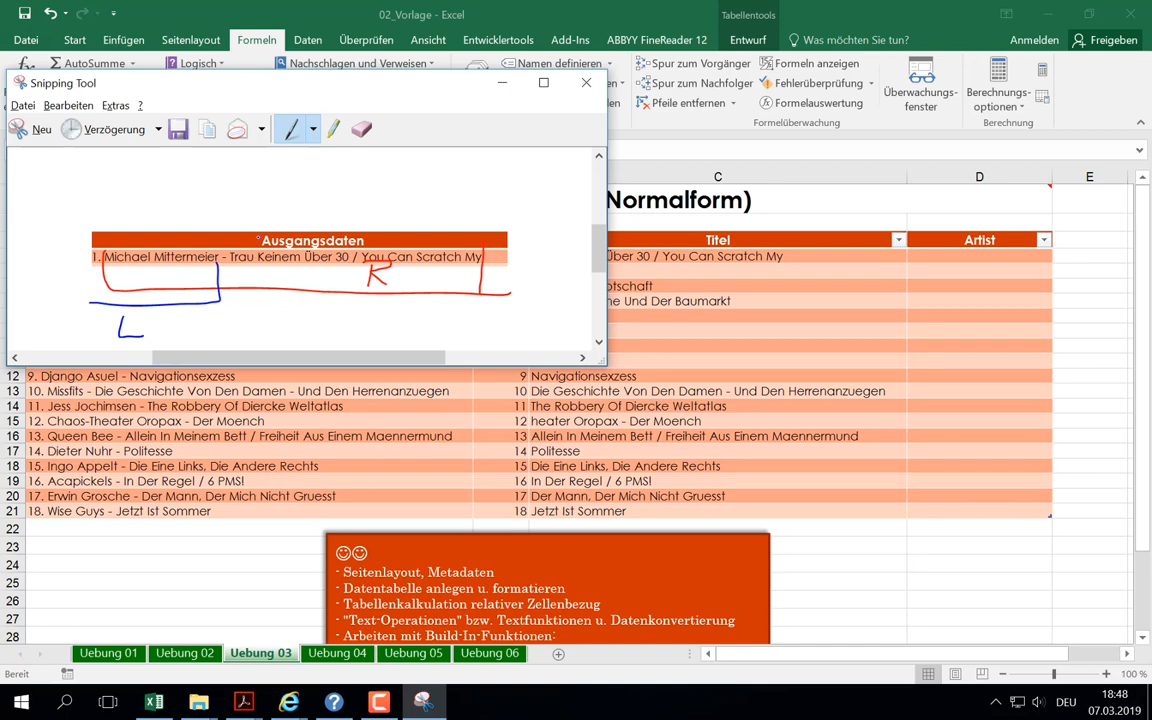 02_Vorlage - Excel
Tabellentools
Datei Start Einfügen Seitenlayout Formeln Daten Überprüfen Ansicht Entwicklertools Add-Ins ABBYY FineReader 12 Entwurf Was möchten Sie tun? Anmelden Freigeben
fx AutoSumme Logisch Nachschlagen und Verweisen Namen definieren Spur zum Vorgänger Formeln anzeigen
Snipping Tool
Spur zum Nachfolger Fehlerüberprüfung
Überwachungs-
fenster
Berechnungs-
optionen
Datei Bearbeiten Extras ?
Pfeile entfernen Formelauswertung
Formelüberwachung Berechnung
Neu Verzögerung
C D E
Normalform)
Ausgangsdaten
Titel Artist
1. Michael Mittermeier - Trau Keinem Über 30 / You Can Scratch My
Über 30 / You Can Scratch My
R
otschaft
ne Und Der Baumarkt
L
12 9. Django Asuel - Navigationsexzess 9 Navigationsexzess
13 10. Missfits - Die Geschichte Von Den Damen - Und Den Herrenanzuegen 10 Die Geschichte Von Den Damen - Und Den Herrenanzuegen
14 11. Jess Jochimsen - The Robbery Of Diercke Weltatlas 11 The Robbery Of Diercke Weltatlas
15 12. Chaos-Theater Oropax - Der Moench 12 heater Oropax - Der Moench
16 13. Queen Bee - Allein In Meinem Bett / Freiheit Aus Einem Maennermund 13 Allein In Meinem Bett / Freiheit Aus Einem Maennermund
17 14. Dieter Nuhr - Politesse 14 Politesse
18 15. Ingo Appelt - Die Eine Links, Die Andere Rechts 15 Die Eine Links, Die Andere Rechts
19 16. Acapickels - In Der Regel / 6 PMS! 16 In Der Regel / 6 PMS!
20 17. Erwin Grosche - Der Mann, Der Mich Nicht Gruesst 17 Der Mann, Der Mich Nicht Gruesst
21 18. Wise Guys - Jetzt Ist Sommer 18 Jetzt Ist Sommer
22
23
24
25
26
27
28
- Seitenlayout, Metadaten
- Datentabelle anlegen u. formatieren
- Tabellenkalkulation relativer Zellenbezug
- "Text-Operationen" bzw. Textfunktionen u. Datenkonvertierung
- Arbeiten mit Build-In-Funktionen:
Uebung 01 Uebung 02 Uebung 03 Uebung 04 Uebung 05 Uebung 06
Bereit 100 %
DEU 18:48
07.03.2019